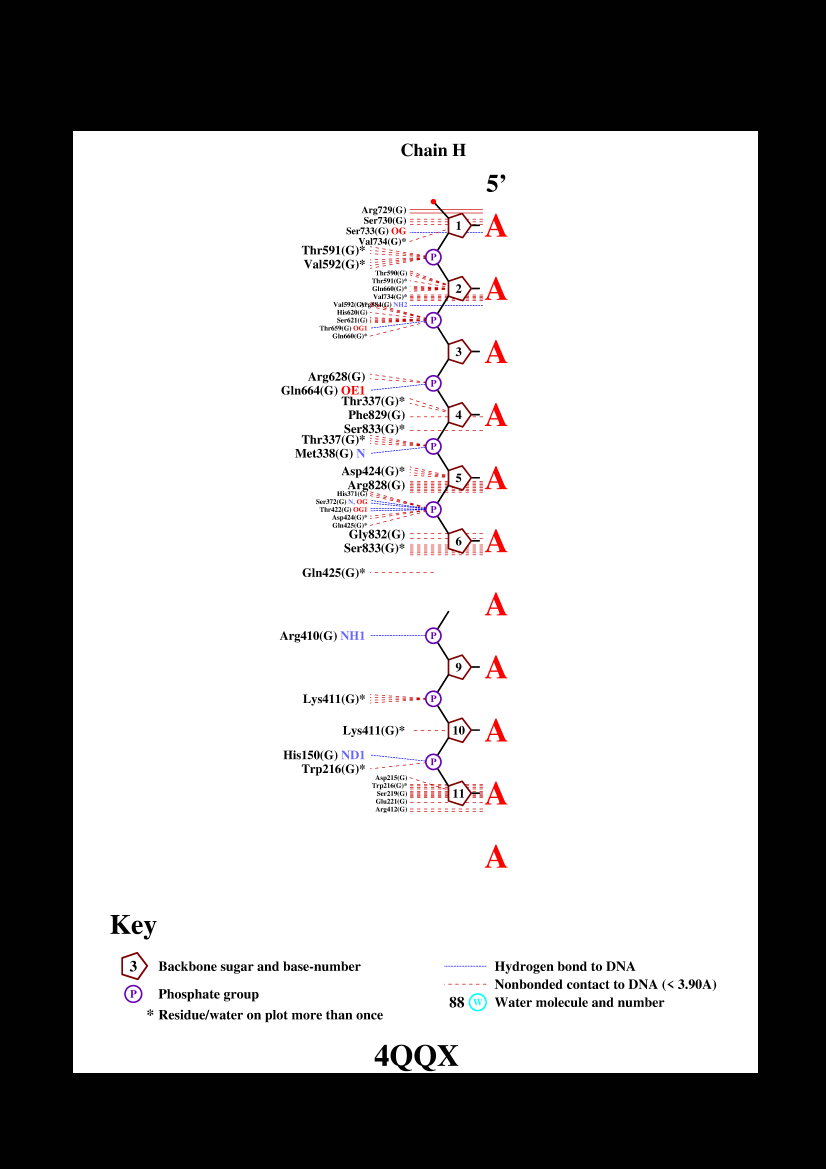 Chain H
5’
Arg729(G)
Ser730(G)
Ser733(G) OG
Val734(G)*
1 A
Thr591(G)*
P
Val592(G)*
Thr590(G)
Thr591(G)*
Gln660(G)*
Val734(G)*
2 A
Val592(G)* NH2
His620(G)
Ser621(G)
P
Thr659(G) OG1
Gln660(G)*
3 A
Arg628(G)
P
Gln664(G) OE1
Thr337(G)*
Phe829(G)
4 A
Ser833(G)*
Thr337(G)*
P
Met338(G) N
Asp424(G)*
5 A
Arg828(G)
His371(G)
Ser372(G) N, OG
Thr422(G) OG1
P
Asp424(G)*
Gln425(G)*
Gly832(G)
6 A
Ser833(G)*
Gln425(G)*
A
Arg410(G) NH1 P
9 A
Lys411(G)* P
Lys411(G)* 10 A
His150(G) ND1
P
Trp216(G)*
Asp215(G)
Trp216(G)*
Ser219(G) 11 A
Glu221(G)
Arg412(G)
A
Key
3 Backbone sugar and base-number
P Phosphate group
* Residue/water on plot more than once
Hydrogen bond to DNA
Nonbonded contact to DNA (< 3.90A)
88 W Water molecule and number
4QQX